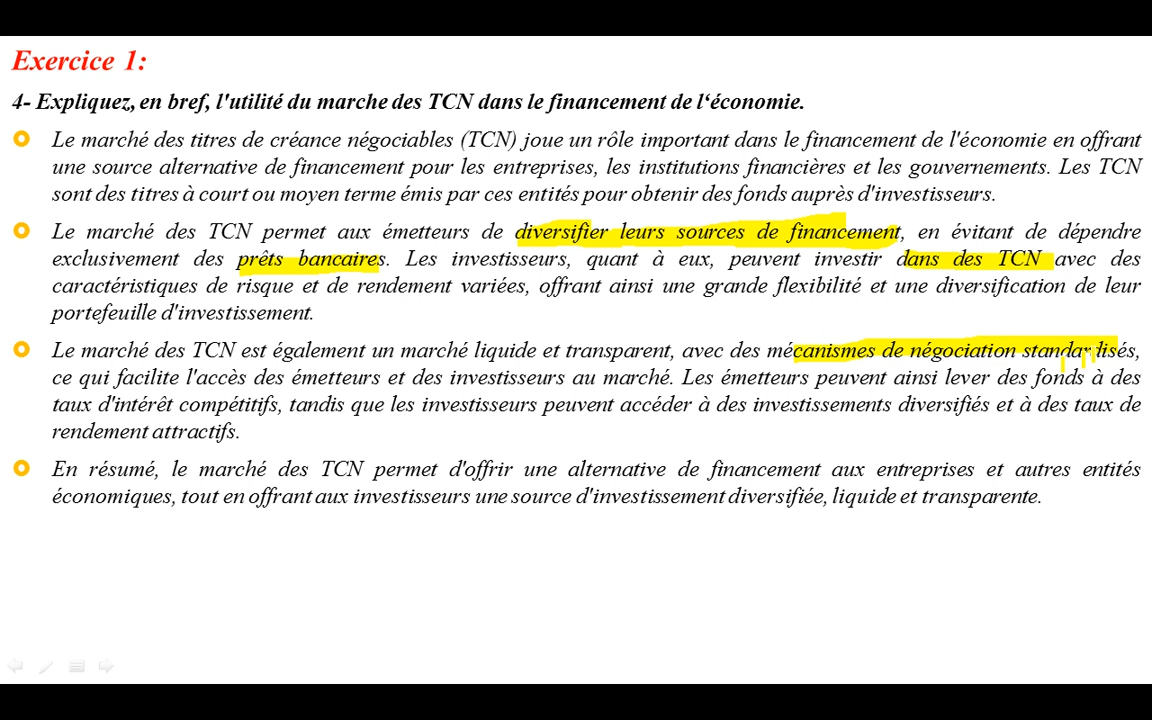 Exercice 1:
4- Expliquez, en bref, l'utilité du marche des TCN dans le financement de l‘économie.
Le marché des titres de créance négociables (TCN) joue un rôle important dans le financement de l'économie en offrant
une source alternative de financement pour les entreprises, les institutions financières et les gouvernements. Les TCN
sont des titres à court ou moyen terme émis par ces entités pour obtenir des fonds auprès d'investisseurs.
Le marché des TCN permet aux émetteurs de diversifier leurs sources de financement, en évitant de dépendre
exclusivement des prêts bancaires. Les investisseurs, quant à eux, peuvent investir dans des TCN avec des
caractéristiques de risque et de rendement variées, offrant ainsi une grande flexibilité et une diversification de leur
portefeuille d'investissement.
Le marché des TCN est également un marché liquide et transparent, avec des mécanismes de négociation standardisés,
ce qui facilite l'accès des émetteurs et des investisseurs au marché. Les émetteurs peuvent ainsi lever des fonds à des
taux d'intérêt compétitifs, tandis que les investisseurs peuvent accéder à des investissements diversifiés et à des taux de
rendement attractifs.
En résumé, le marché des TCN permet d'offrir une alternative de financement aux entreprises et autres entités
économiques, tout en offrant aux investisseurs une source d'investissement diversifiée, liquide et transparente.